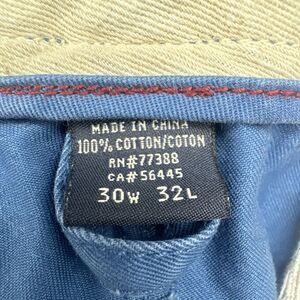 MADE IN CHINA
100% COTTON/COTON
RN#77388
CA#56445
30W 32L